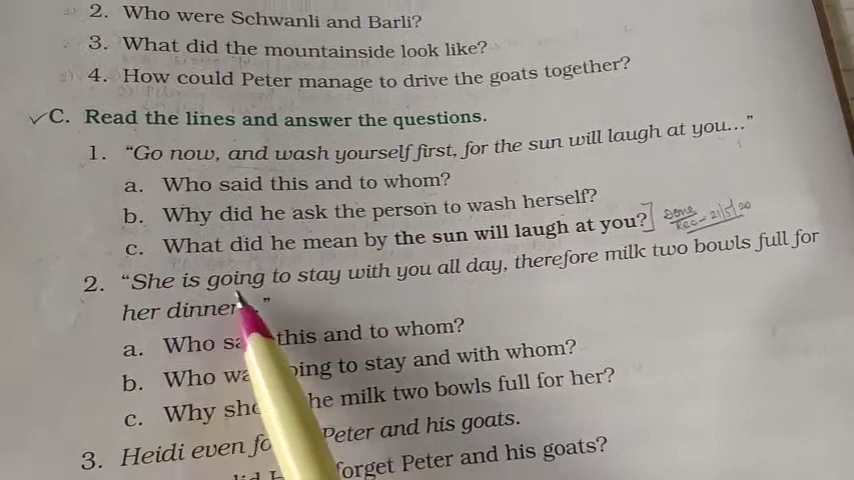 2. Who were Schwanli and Barli?
3. What did the mountainside look like?
4. How could Peter manage to drive the goats together?
C. Read the lines and answer the questions.
1. “Go now, and wash yourself first, for the sun will laugh at you...”
a. Who said this and to whom?
b. Why did he ask the person to wash herself?
c. What did he mean by the sun will laugh at you?
Done
Rec- 21/5/20
2. “She is going to stay with you all day, therefore milk two bowls full for
her dinner...”
a. Who this and to whom?
b. Who going to stay and with whom?
c. Why he milk two bowls full for her?
3. Heidi even Peter and his goats.
forget Peter and his goats?